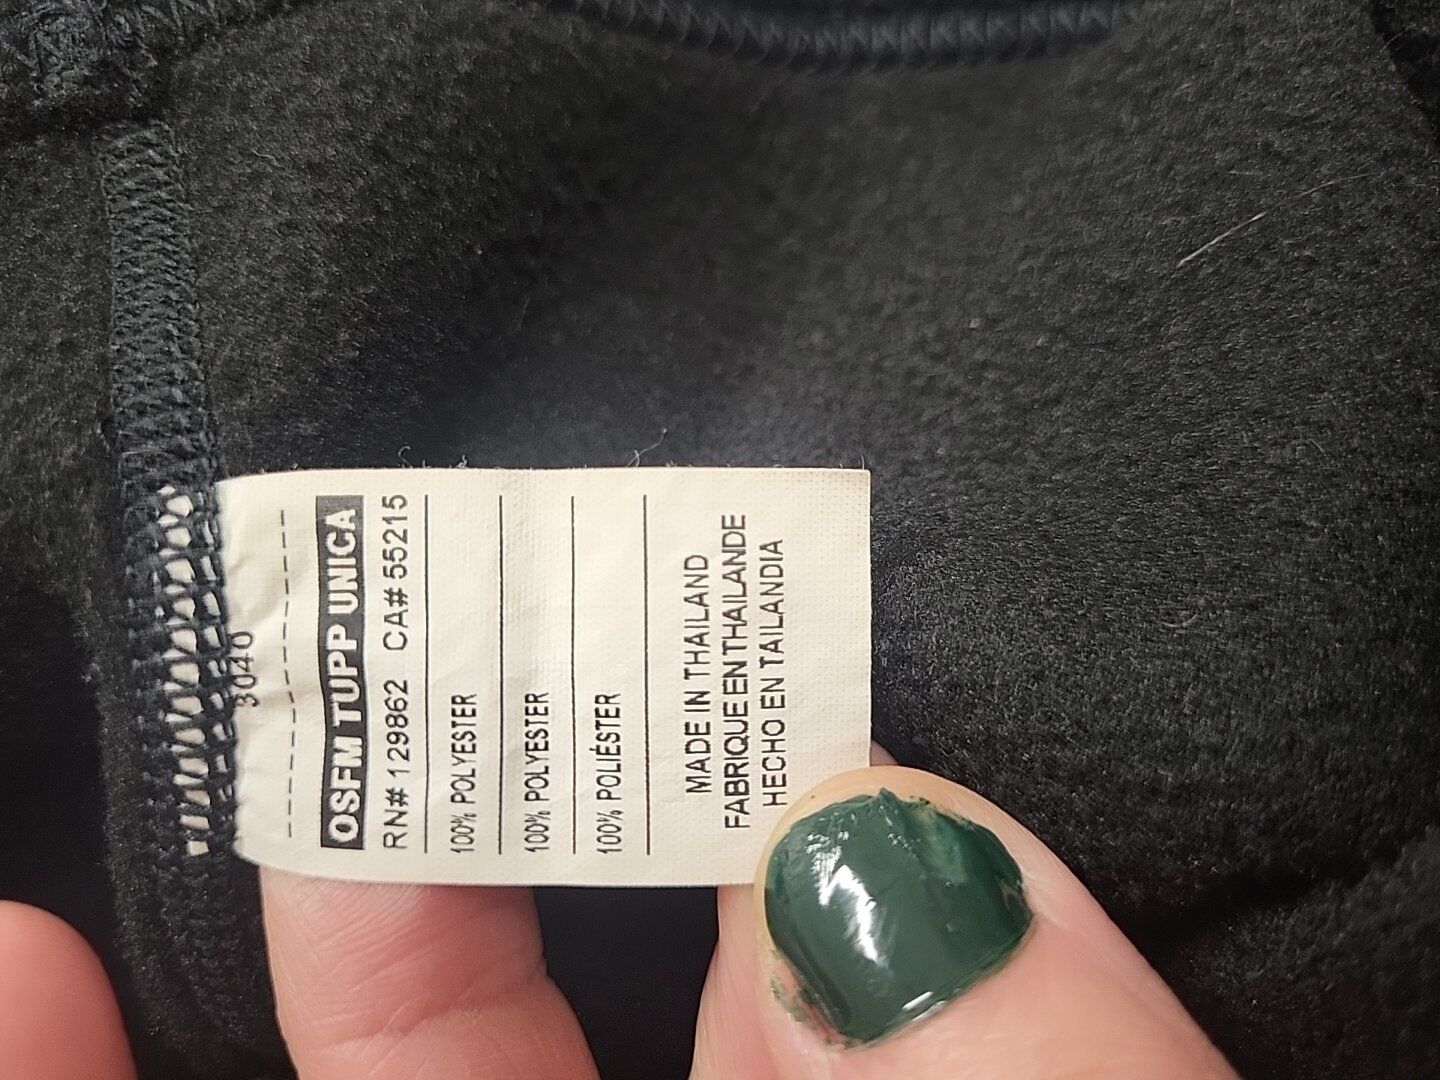 3040
OSFM TUPP UNICA
RN# 129862 CA# 55215
100% POLYESTER
100% POLYESTER
100% POLIÉSTER
MADE IN THAILAND
FABRIQUE EN THAILANDE
HECHO EN TAILANDIA